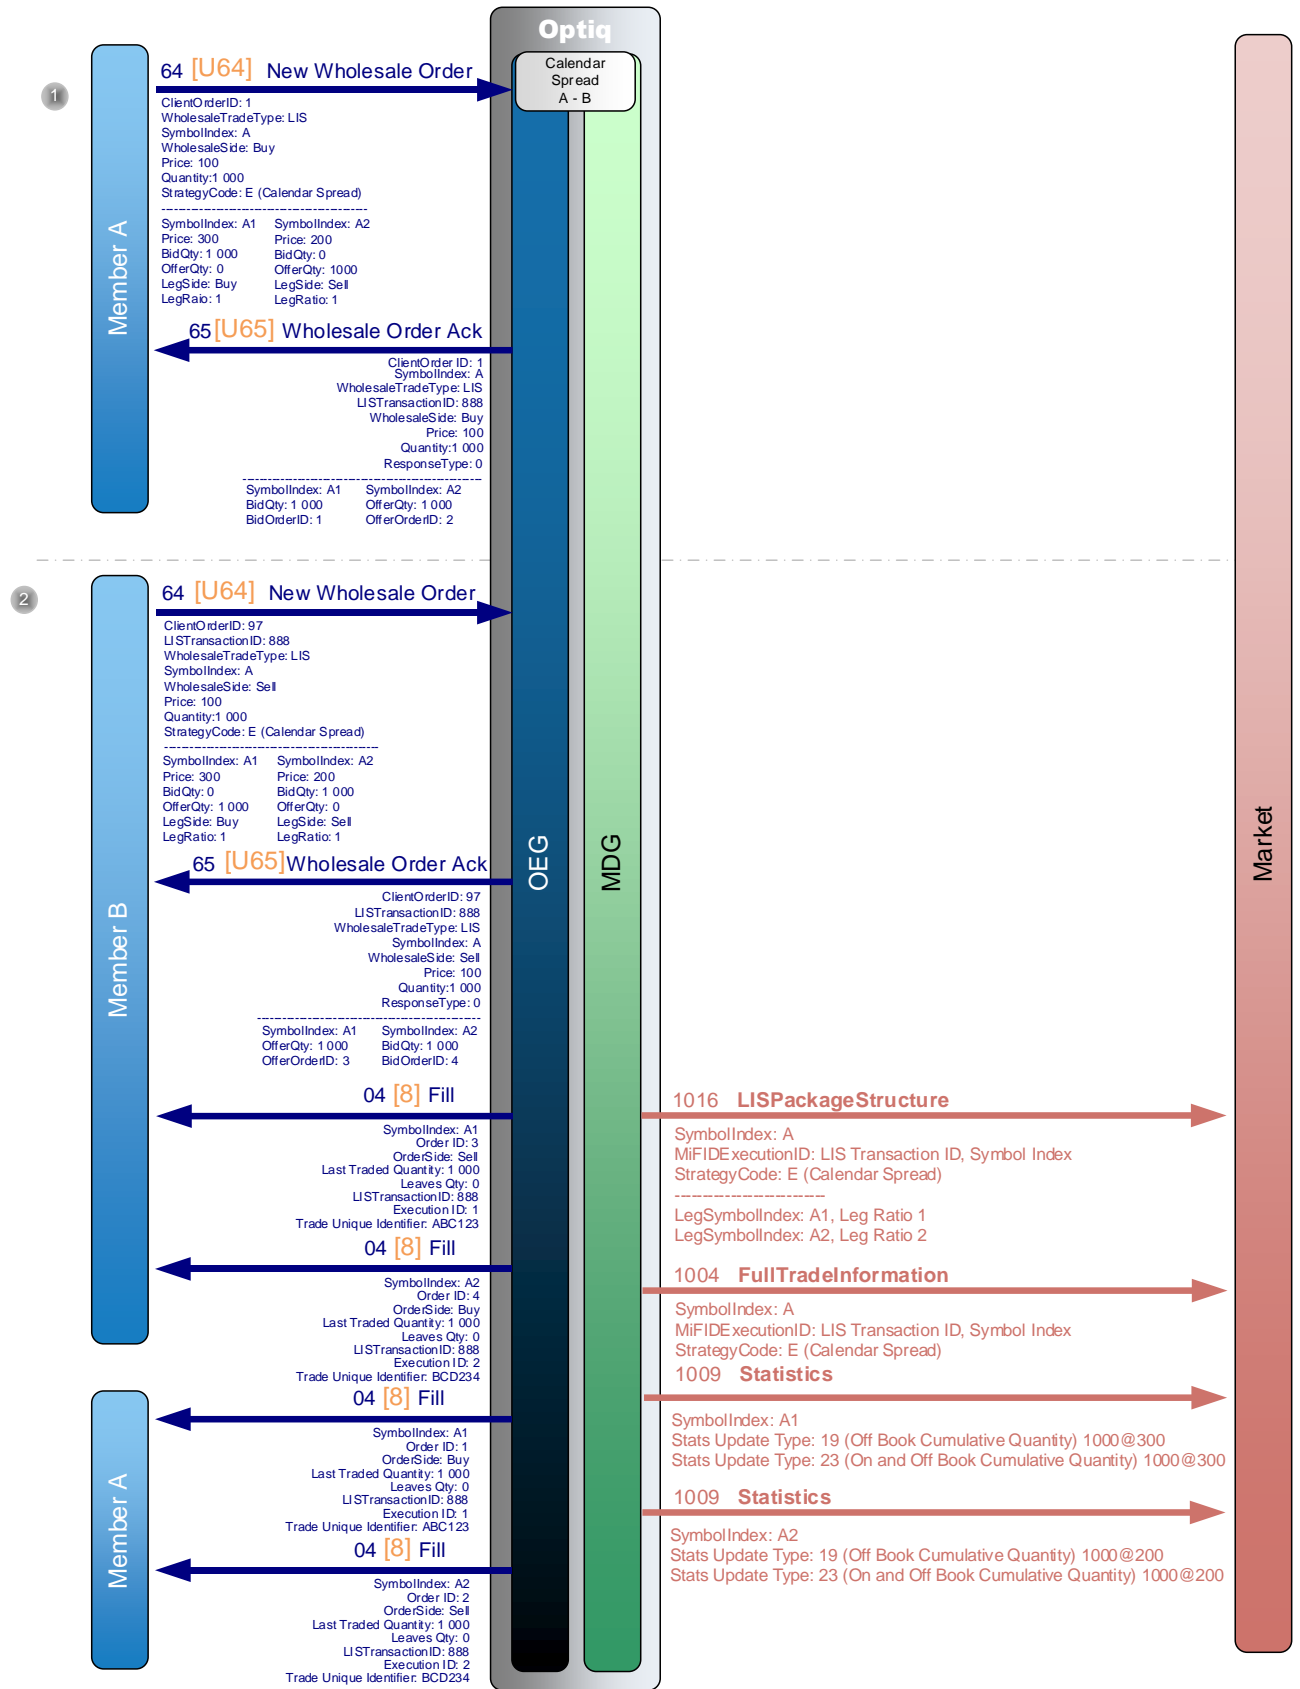 Optiq
Calendar
Spread
A - B
1
Member A
64 [U64] New Wholesale Order
ClientOrderID: 1
WholesaleTradeType: LIS
SymbolIndex: A
WholesaleSide: Buy
Price: 100
Quantity:1 000
StrategyCode: E (Calendar Spread)
--------------------------------------------------
SymbolIndex: A1 SymbolIndex: A2
Price: 300 Price: 200
BidQty: 1 000 BidQty: 0
OfferQty: 0 OfferQty: 1000
LegSide: Buy LegSide: Sell
LegRaio: 1 LegRatio: 1
65 [U65] Wholesale Order Ack
ClientOrder ID: 1
SymbolIndex: A
WholesaleTradeType: LIS
LISTransactionID: 888
WholesaleSide: Buy
Price: 100
Quantity:1 000
ResponseType: 0
--------------------------------------------------
SymbolIndex: A1 SymbolIndex: A2
BidQty: 1 000 OfferQty: 1 000
BidOrderID: 1 OfferOrderID: 2
2
Member B
64 [U64] New Wholesale Order
ClientOrderID: 97
LISTransactionID: 888
WholesaleTradeType: LIS
SymbolIndex: A
WholesaleSide: Sell
Price: 100
Quantity:1 000
StrategyCode: E (Calendar Spread)
--------------------------------------------------
SymbolIndex: A1 SymbolIndex: A2
Price: 300 Price: 200
BidQty: 0 BidQty: 1 000
OfferQty: 1 000 OfferQty: 0
LegSide: Buy LegSide: Sell
LegRatio: 1 LegRatio: 1
65 [U65] Wholesale Order Ack
ClientOrderID: 97
LISTransactionID: 888
WholesaleTradeType: LIS
SymbolIndex: A
WholesaleSide: Sell
Price: 100
Quantity:1 000
ResponseType: 0
--------------------------------------------------
SymbolIndex: A1 SymbolIndex: A2
OfferQty: 1 000 BidQty: 1 000
OfferOrderID: 3 BidOrderID: 4
04 [8] Fill
SymbolIndex: A1
Order ID: 3
OrderSide: Sell
Last Traded Quantity: 1 000
Leaves Qty: 0
LISTransactionID: 888
Execution ID: 1
Trade Unique Identifier: ABC123
04 [8] Fill
SymbolIndex: A2
Order ID: 4
OrderSide: Buy
Last Traded Quantity: 1 000
Leaves Qty: 0
LISTransactionID: 888
Execution ID: 2
Trade Unique Identifier: BCD234
Member A
04 [8] Fill
SymbolIndex: A1
Order ID: 1
OrderSide: Buy
Last Traded Quantity: 1 000
Leaves Qty: 0
LISTransactionID: 888
Execution ID: 1
Trade Unique Identifier: ABC123
04 [8] Fill
SymbolIndex: A2
Order ID: 2
OrderSide: Sell
Last Traded Quantity: 1 000
Leaves Qty: 0
LISTransactionID: 888
Execution ID: 2
Trade Unique Identifier: BCD234
OEG
MDG
1016 LISPackageStructure
SymbolIndex: A
MiFIDExecutionID: LIS Transaction ID, Symbol Index
StrategyCode: E (Calendar Spread)
---------------------------
LegSymbolIndex: A1, Leg Ratio 1
LegSymbolIndex: A2, Leg Ratio 2
1004 FullTradeInformation
SymbolIndex: A
MiFIDExecutionID: LIS Transaction ID, Symbol Index
StrategyCode: E (Calendar Spread)
1009 Statistics
SymbolIndex: A1
Stats Update Type: 19 (Off Book Cumulative Quantity) 1000@300
Stats Update Type: 23 (On and Off Book Cumulative Quantity) 1000@300
1009 Statistics
SymbolIndex: A2
Stats Update Type: 19 (Off Book Cumulative Quantity) 1000@200
Stats Update Type: 23 (On and Off Book Cumulative Quantity) 1000@200
Market